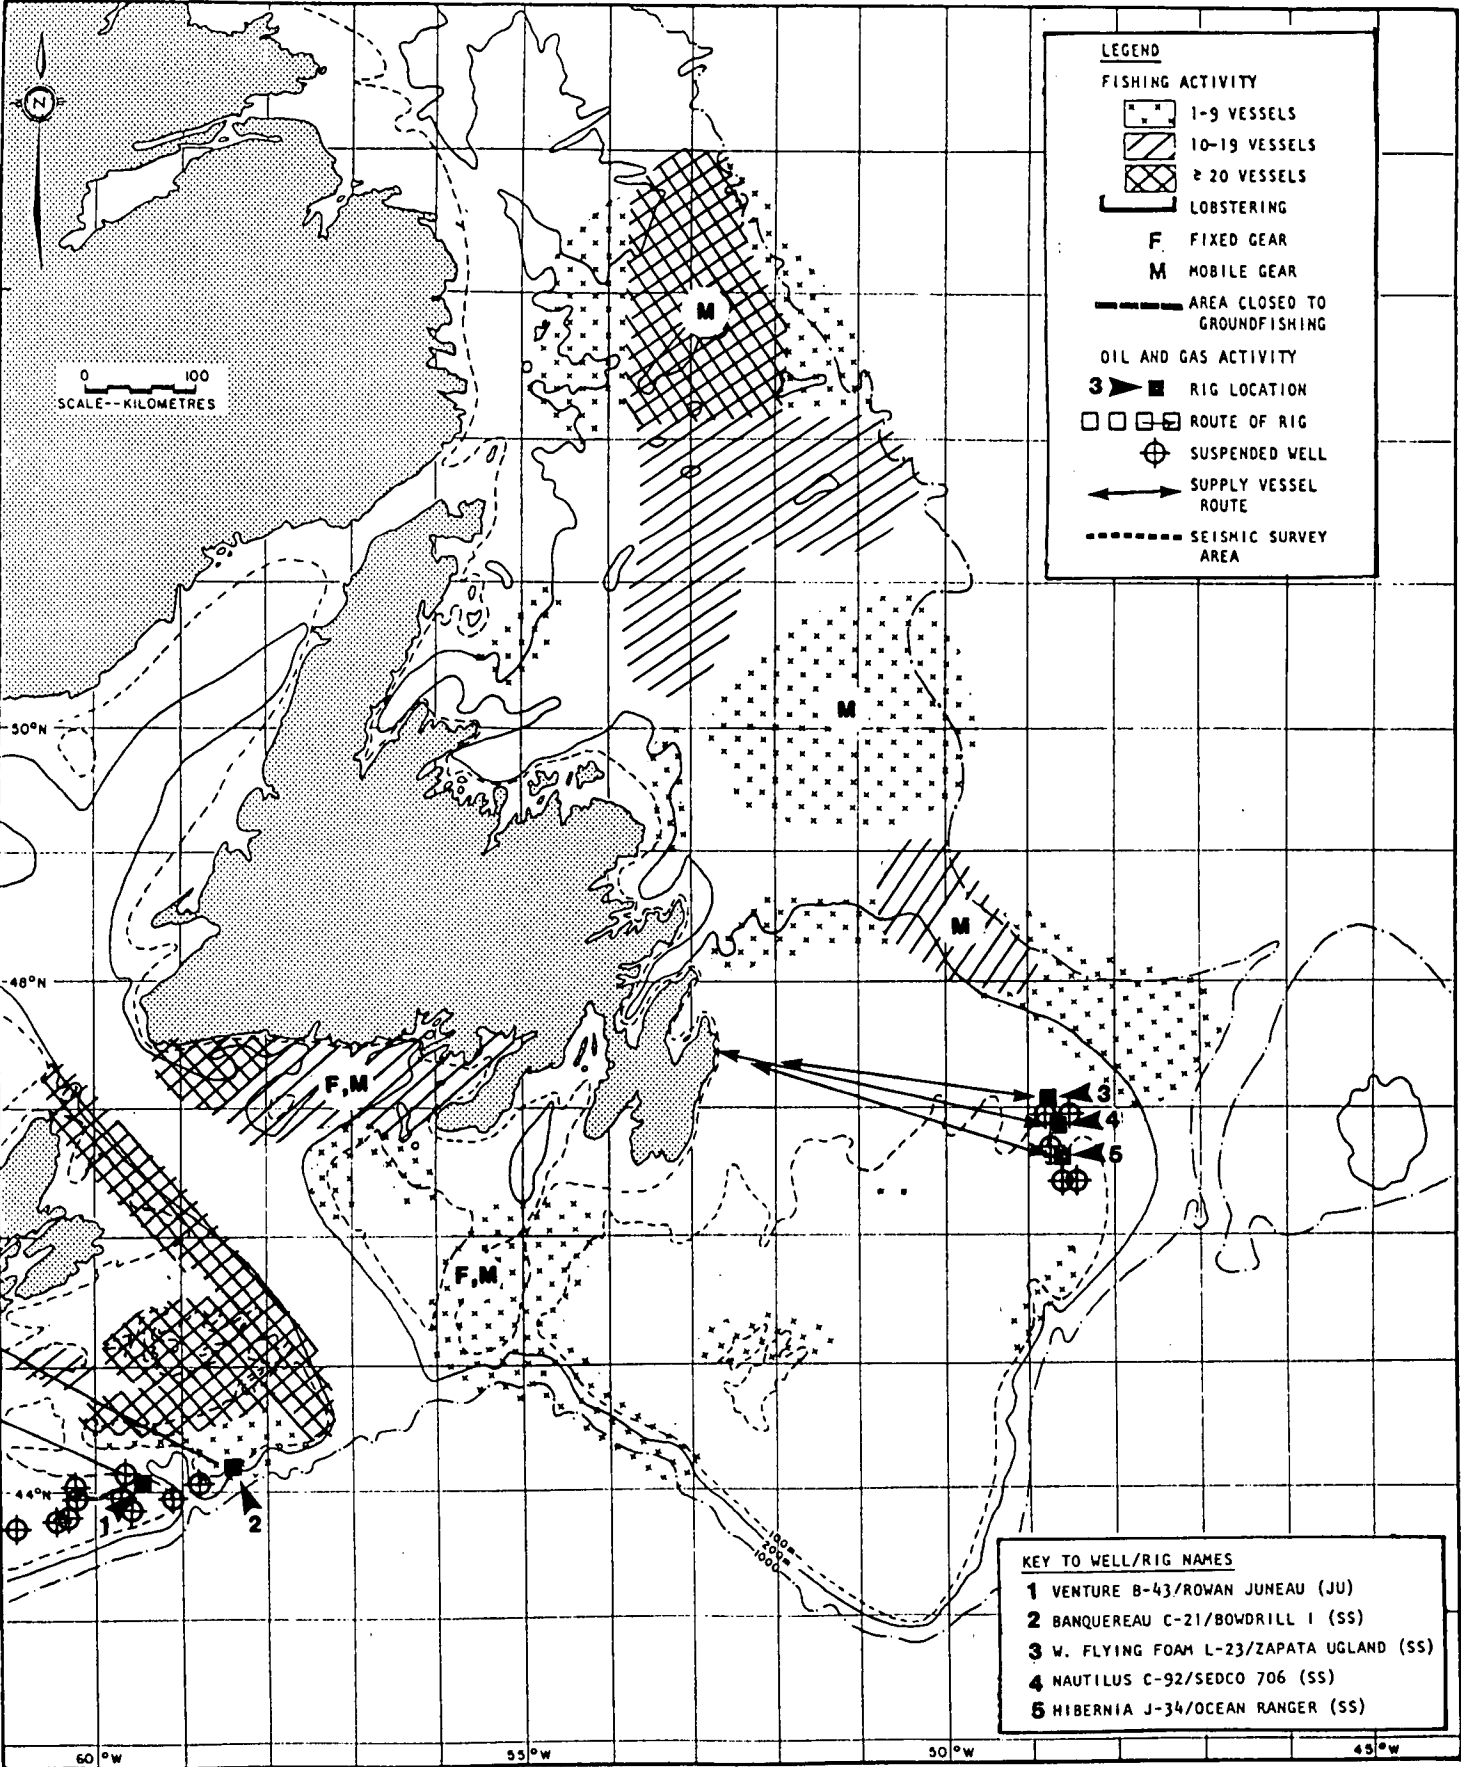 LEGEND
FISHING ACTIVITY
1-9 VESSELS
10-19 VESSELS
≥ 20 VESSELS
LOBSTERING
F FIXED GEAR
M MOBILE GEAR
AREA CLOSED TO
GROUNDFISHING
OIL AND GAS ACTIVITY
3 RIG LOCATION
ROUTE OF RIG
SUSPENDED WELL
SUPPLY VESSEL
ROUTE
SEISMIC SURVEY
AREA
N
M
0 100
SCALE--KILOMETRES
M
50°N
M
48°N
F,M
3
4
5
F,M
44°N
1
2
100m
200m
1000
KEY TO WELL/RIG NAMES
1 VENTURE B-43/ROWAN JUNEAU (JU)
2 BANQUEREAU C-21/BOWDRILL I (SS)
3 W. FLYING FOAM L-23/ZAPATA UGLAND (SS)
4 NAUTILUS C-92/SEDCO 706 (SS)
5 HIBERNIA J-34/OCEAN RANGER (SS)
60°W 55°W 50°W 45°W